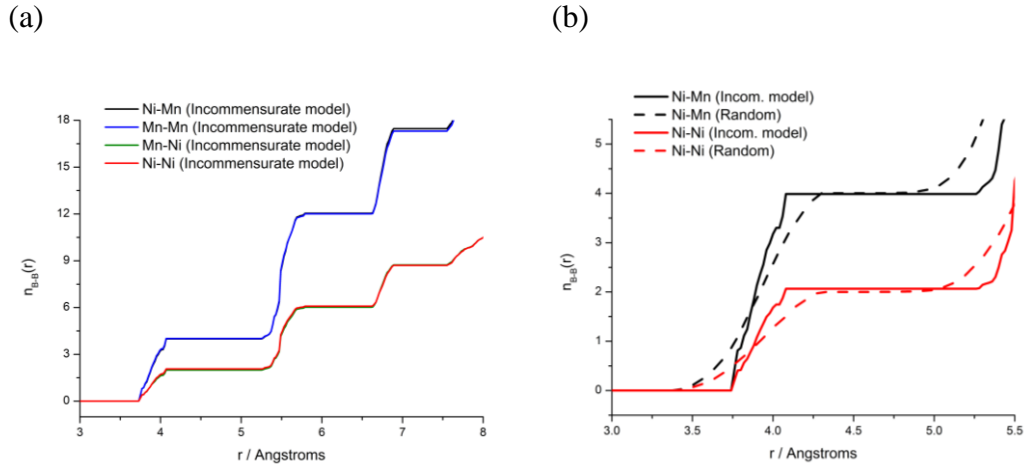 (a)
(b)
Ni-Mn (Incommensurate model)
Mn-Mn (Incommensurate model)
Mn-Ni (Incommensurate model)
Ni-Ni (Incommensurate model)
18
15
12
9
6
3
0
n_B-B(r)
3 4 5 6 7 8
r / Angstroms
Ni-Mn (Incom. model)
Ni-Mn (Random)
Ni-Ni (Incom. model)
Ni-Ni (Random)
5
4
3
2
1
0
n_B-B(r)
3.0 3.5 4.0 4.5 5.0 5.5
r / Angstroms